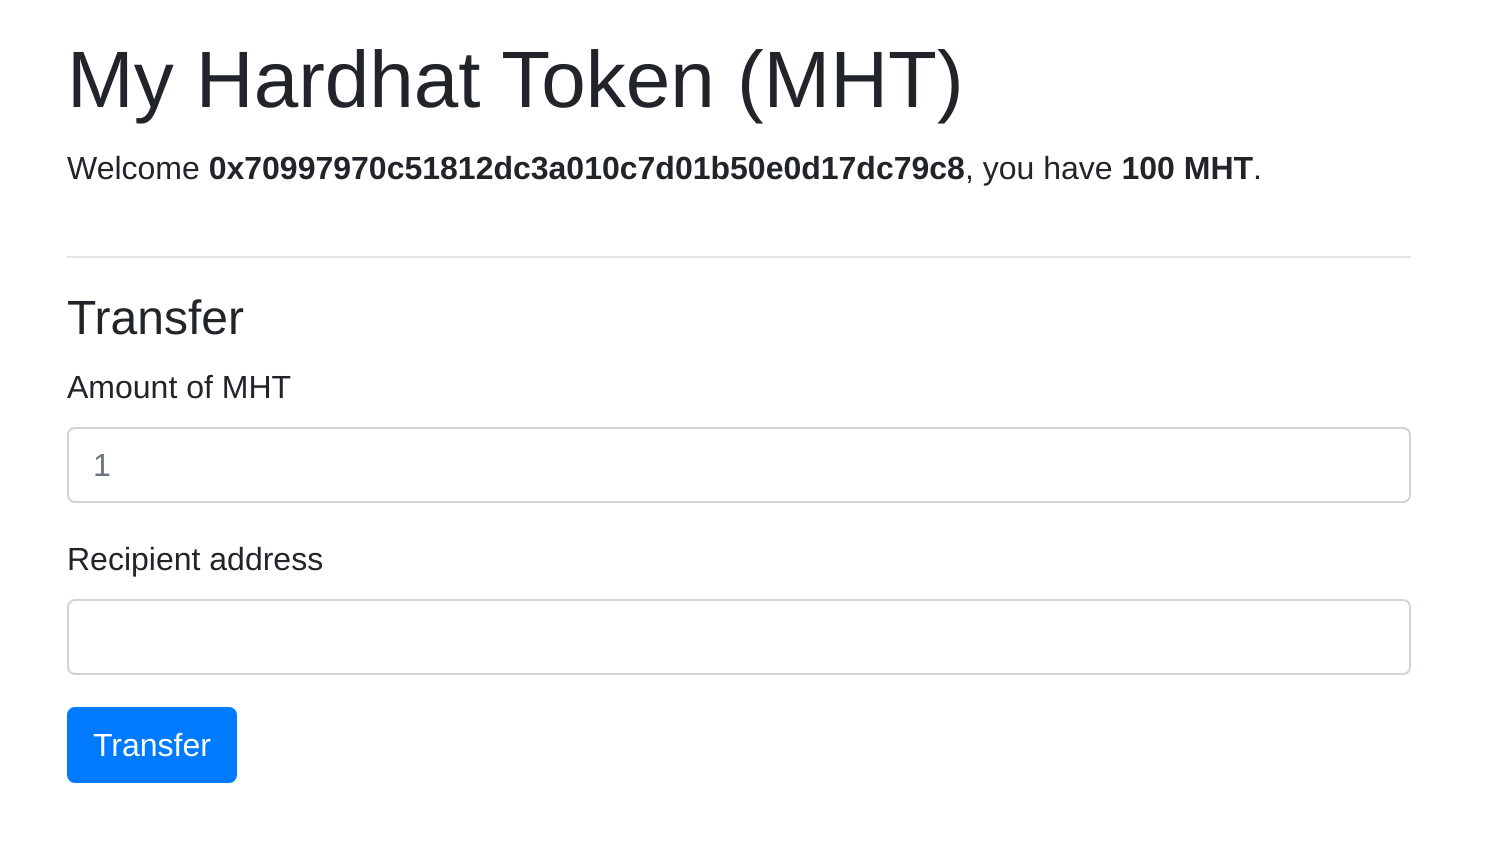 My Hardhat Token (MHT)
Welcome 0x70997970c51812dc3a010c7d01b50e0d17dc79c8, you have 100 MHT.
Transfer
Amount of MHT
1
Recipient address
Transfer